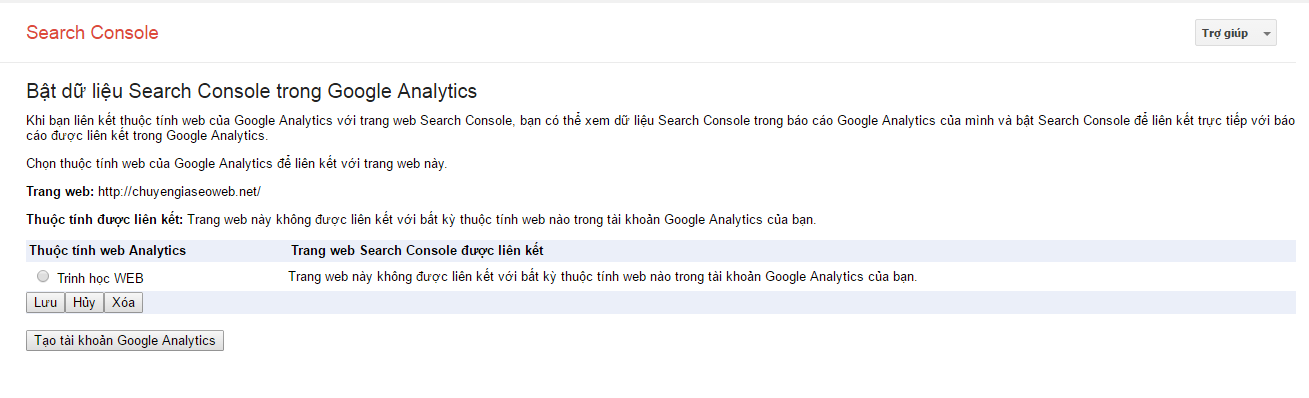 Search Console
Trợ giúp
Bật dữ liệu Search Console trong Google Analytics
Khi bạn liên kết thuộc tính web của Google Analytics với trang web Search Console, bạn có thể xem dữ liệu Search Console trong báo cáo Google Analytics của mình và bật Search Console để liên kết trực tiếp với báo
cáo được liên kết trong Google Analytics.
Chọn thuộc tính web của Google Analytics để liên kết với trang web này.
Trang web: http://chuyengiaseoweb.net/
Thuộc tính được liên kết: Trang web này không được liên kết với bất kỳ thuộc tính web nào trong tài khoản Google Analytics của bạn.
Thuộc tính web Analytics Trang web Search Console được liên kết
Trinh học WEB Trang web này không được liên kết với bất kỳ thuộc tính web nào trong tài khoản Google Analytics của bạn.
Lưu Hủy Xóa
Tạo tài khoản Google Analytics